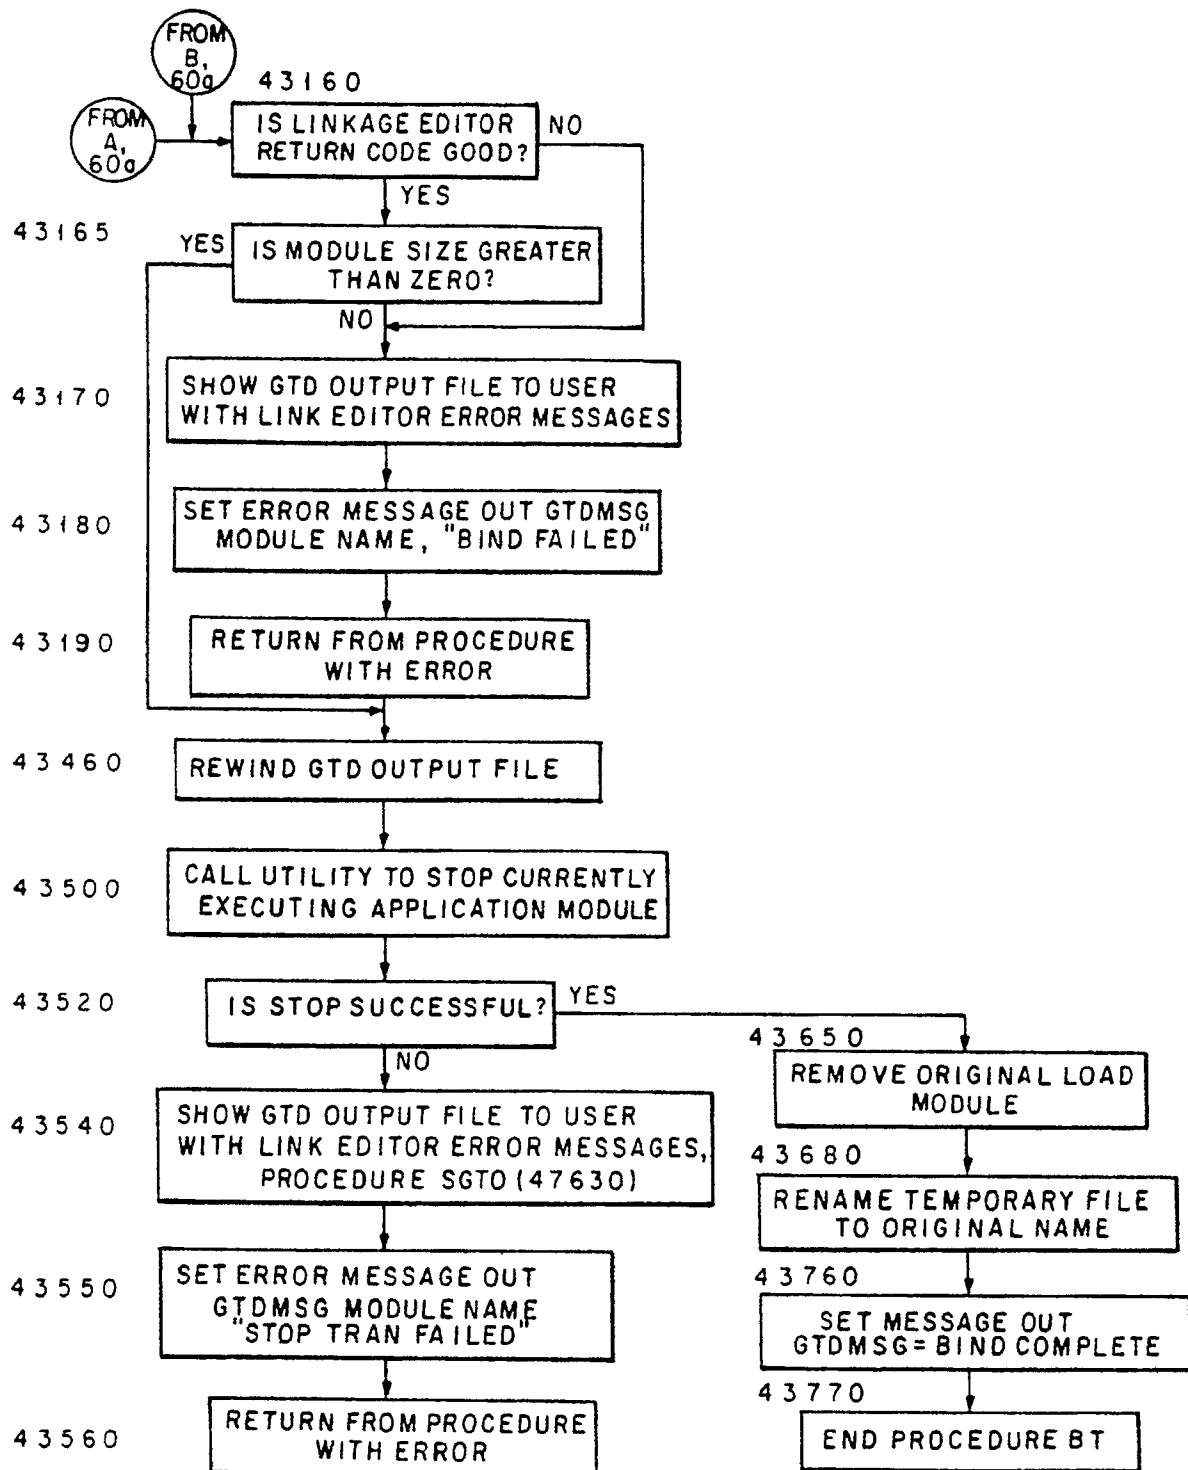 FROM
B,
60a
43160
FROM
A,
60a
IS LINKAGE EDITOR
RETURN CODE GOOD?
NO
YES
43165
YES
IS MODULE SIZE GREATER
THAN ZERO?
NO
43170
SHOW GTD OUTPUT FILE TO USER
WITH LINK EDITOR ERROR MESSAGES
43180
SET ERROR MESSAGE OUT GTDMSG
MODULE NAME, "BIND FAILED"
43190
RETURN FROM PROCEDURE
WITH ERROR
43460
REWIND GTD OUTPUT FILE
43500
CALL UTILITY TO STOP CURRENTLY
EXECUTING APPLICATION MODULE
43520
IS STOP SUCCESSFUL?
YES
NO
43540
SHOW GTD OUTPUT FILE TO USER
WITH LINK EDITOR ERROR MESSAGES,
PROCEDURE SGTO (47630)
43550
SET ERROR MESSAGE OUT
GTDMSG MODULE NAME
"STOP TRAN FAILED"
43560
RETURN FROM PROCEDURE
WITH ERROR
43650
REMOVE ORIGINAL LOAD
MODULE
43680
RENAME TEMPORARY FILE
TO ORIGINAL NAME
43760
SET MESSAGE OUT
GTDMSG = BIND COMPLETE
43770
END PROCEDURE BT